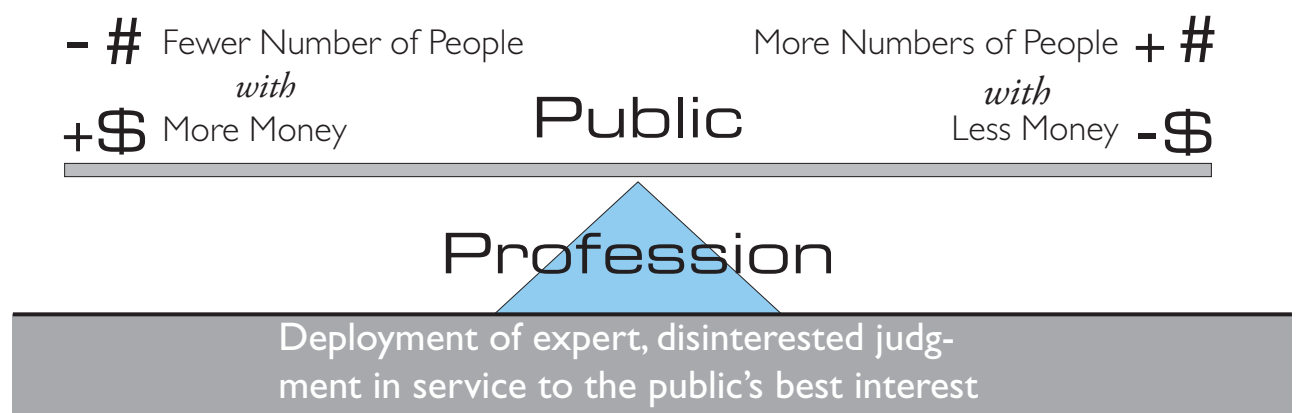 - # Fewer Number of People
with
+$ More Money
Public
More Numbers of People + #
with
Less Money -$
Profession
Deployment of expert, disinterested judg-
ment in service to the public's best interest